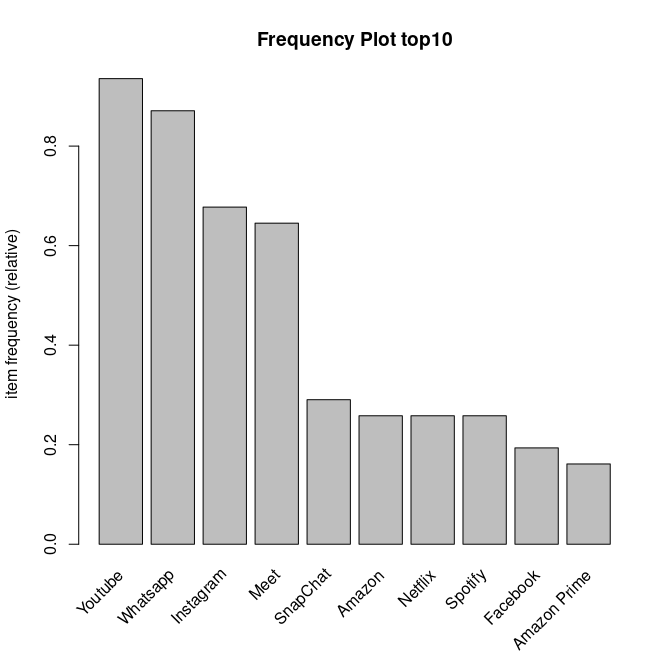 Frequency Plot top10
item frequency (relative)
0.8
0.6
0.4
0.2
0.0
Youtube
Whatsapp
Instagram
Meet
SnapChat
Amazon
Netflix
Spotify
Facebook
Amazon Prime